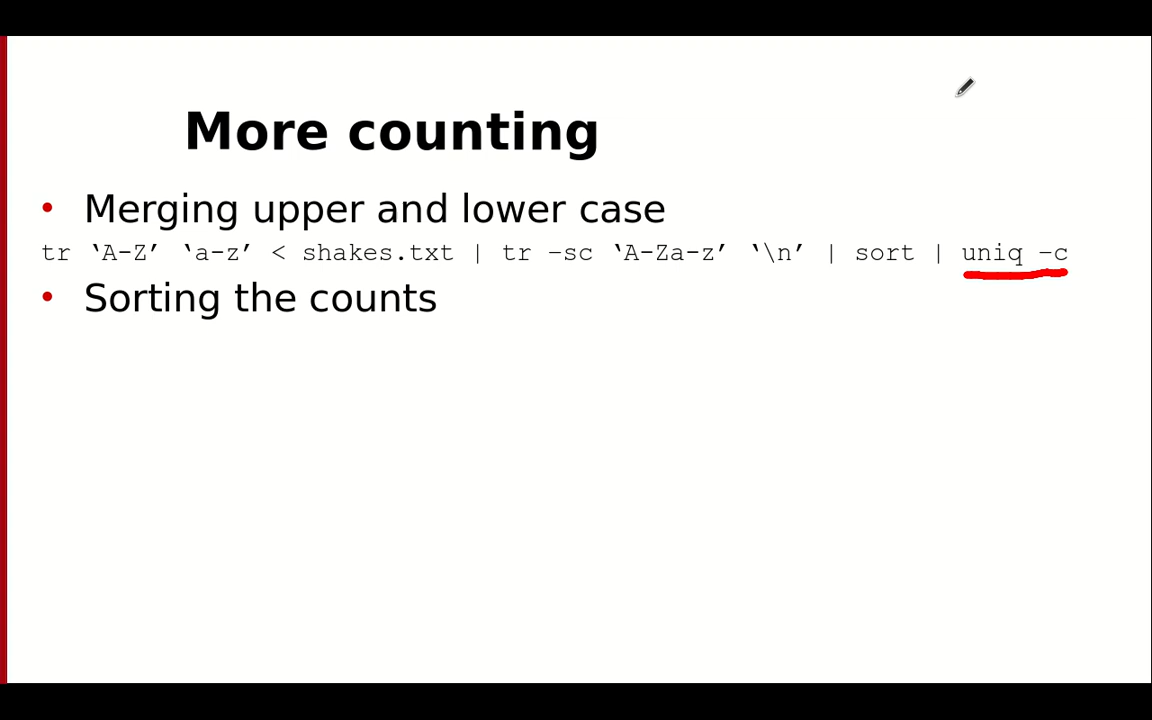 More counting
• Merging upper and lower case
tr ‘A-Z’ ‘a-z’ < shakes.txt | tr –sc ‘A-Za-z’ ‘\n’ | sort | uniq –c
• Sorting the counts